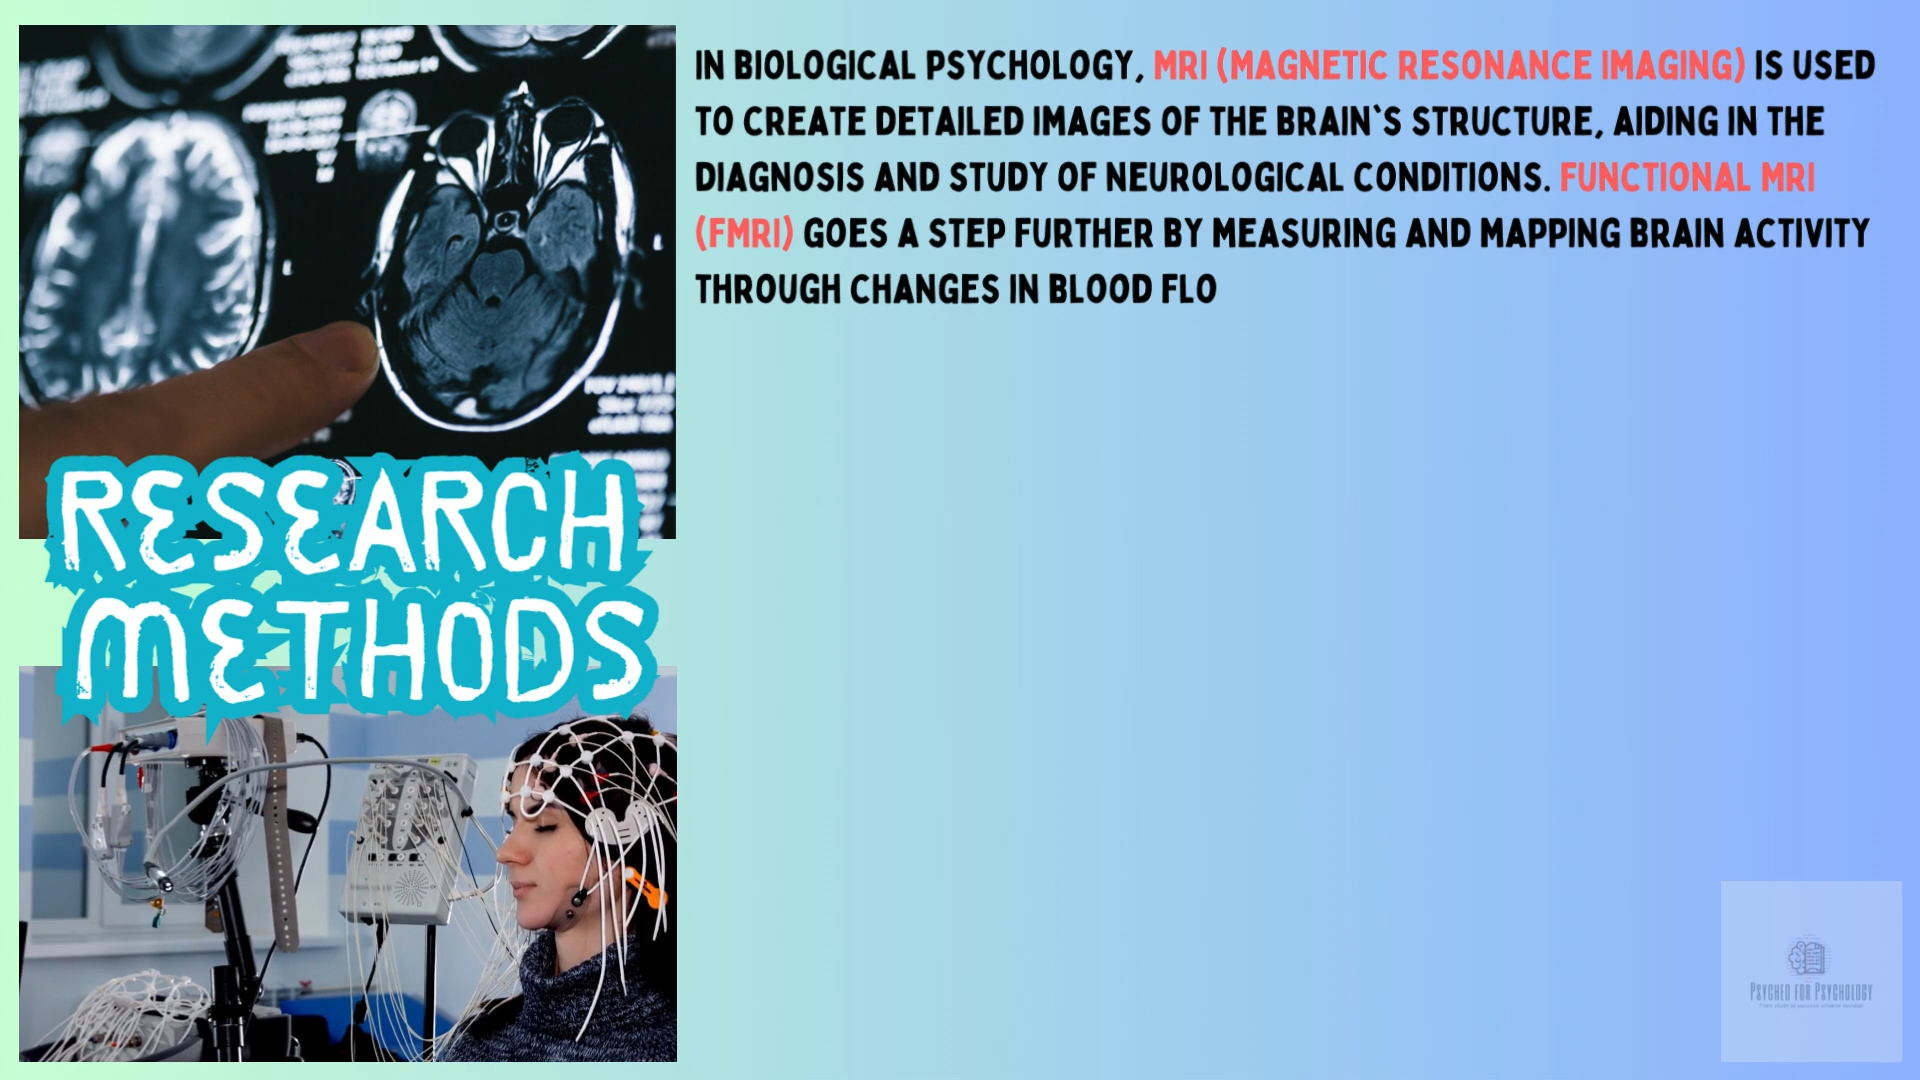 IN BIOLOGICAL PSYCHOLOGY, MRI (MAGNETIC RESONANCE IMAGING) IS USED
TO CREATE DETAILED IMAGES OF THE BRAIN'S STRUCTURE, AIDING IN THE
DIAGNOSIS AND STUDY OF NEUROLOGICAL CONDITIONS. FUNCTIONAL MRI
(FMRI) GOES A STEP FURTHER BY MEASURING AND MAPPING BRAIN ACTIVITY
THROUGH CHANGES IN BLOOD FLO
RESEARCH
METHODS
PSYCHED FOR PSYCHOLOGY